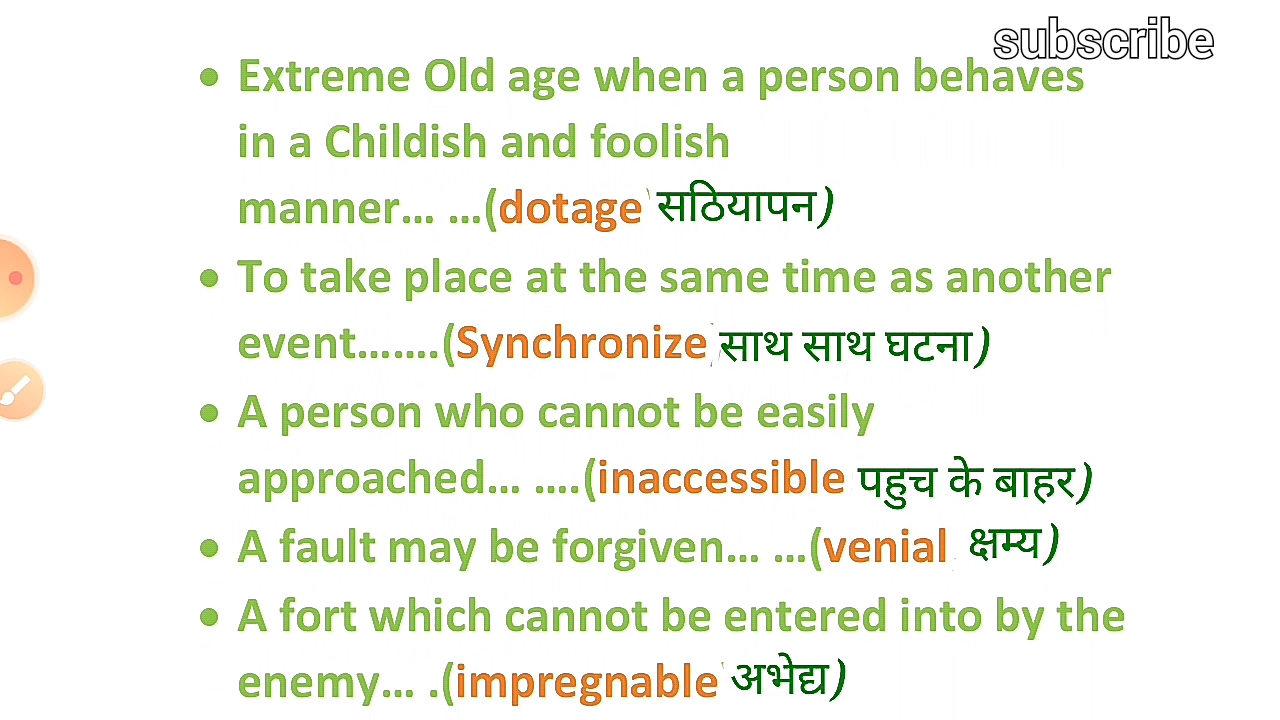 subscribe
• Extreme Old age when a person behaves
in a Childish and foolish
manner... ...(dotage सठियापन)
• To take place at the same time as another
event.......(Synchronize साथ साथ घटना)
• A person who cannot be easily
approached... ....(inaccessible पहुच के बाहर)
• A fault may be forgiven... ...(venial क्षम्य)
• A fort which cannot be entered into by the
enemy... .(impregnable अभेद्य)